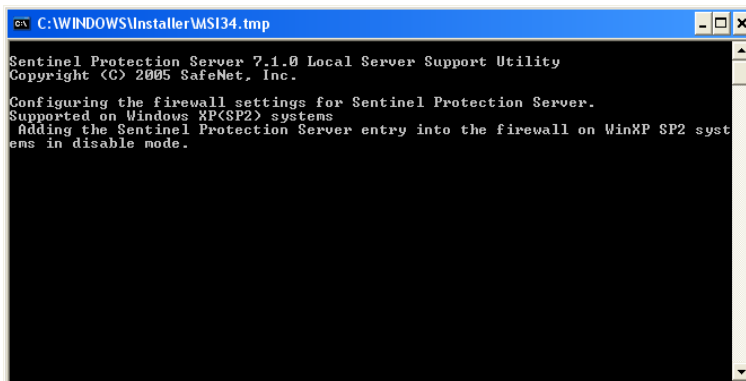 C:\WINDOWS\Installer\MSI34.tmp
Sentinel Protection Server 7.1.0 Local Server Support Utility
Copyright (C) 2005 SafeNet, Inc.
Configuring the firewall settings for Sentinel Protection Server.
Supported on Windows XP(SP2) systems
 Adding the Sentinel Protection Server entry into the firewall on WinXP SP2 syst
ems in disable mode.